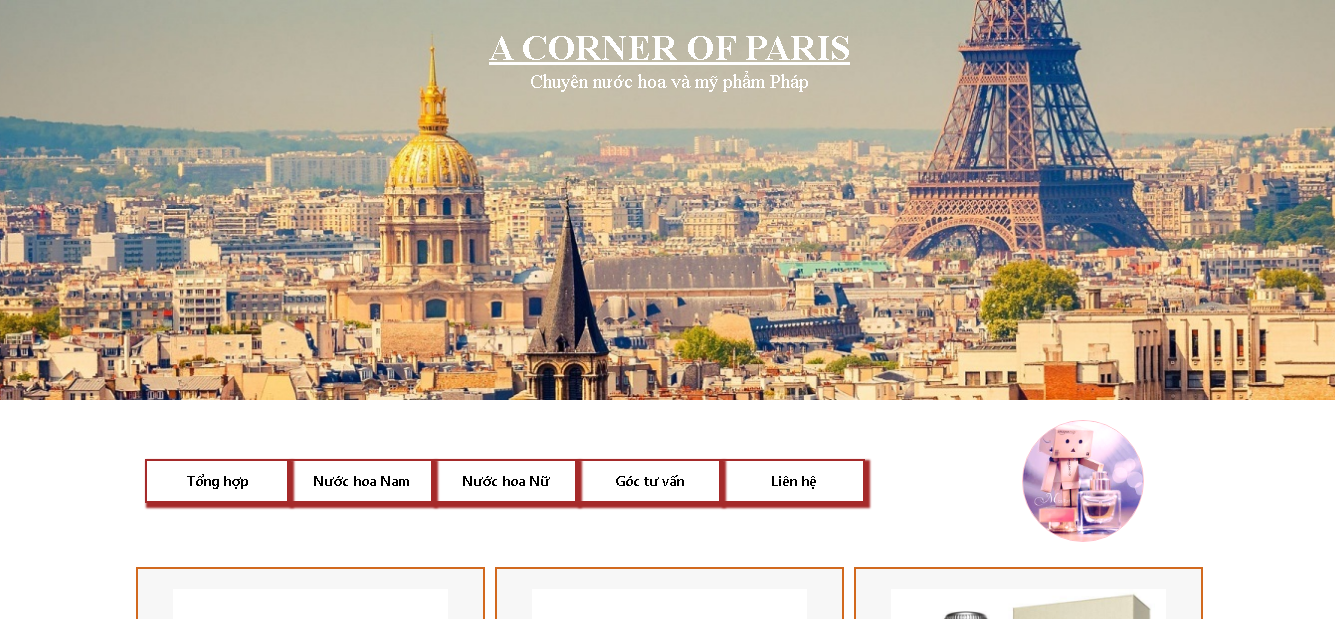 A CORNER OF PARIS
Chuyên nước hoa và mỹ phẩm Pháp
Tổng hợp
Nước hoa Nam
Nước hoa Nữ
Góc tư vấn
Liên hệ